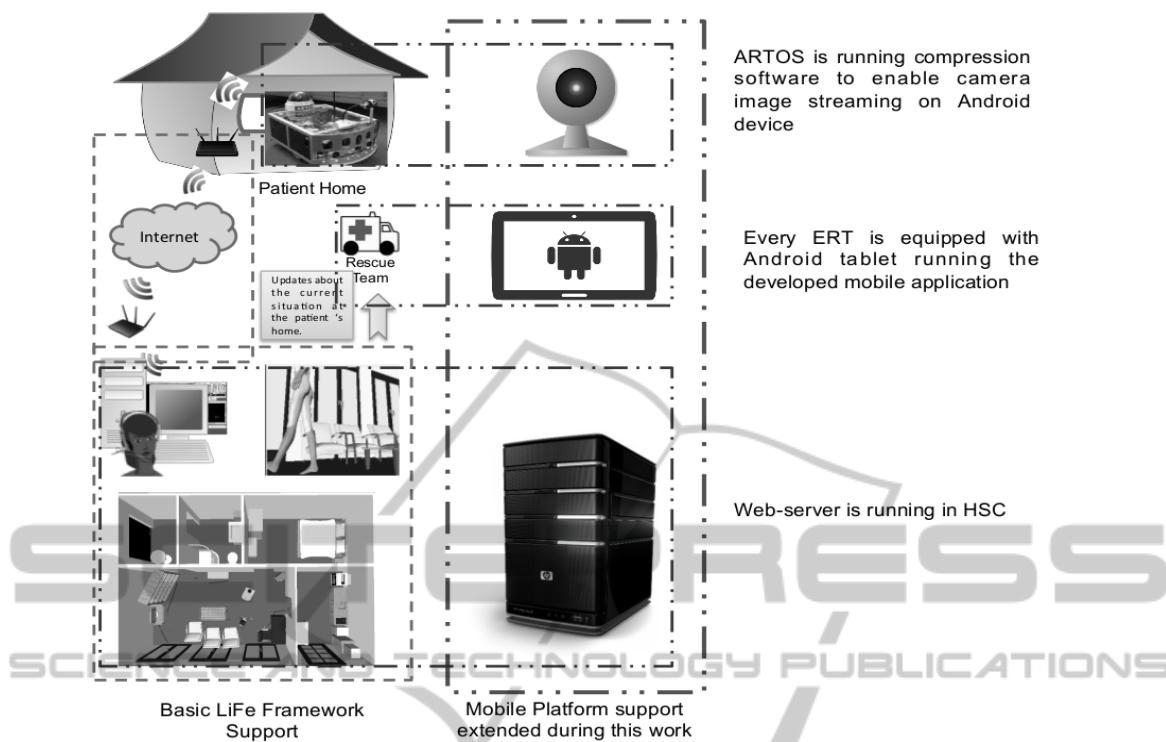 ARTOS is running compression
software to enable camera
image streaming on Android
device
Patient Home
Internet
Rescue
Team
Updates about
the current
situation at
the patient 's
home.
Every ERT is equipped with
Android tablet running the
developed mobile application
hp
Web-server is running in HSC
SCITEPRESS
SCIENCE AND TECHNOLOGY PUBLICATIONS
Basic LiFe Framework
Support
Mobile Platform support
extended during this work